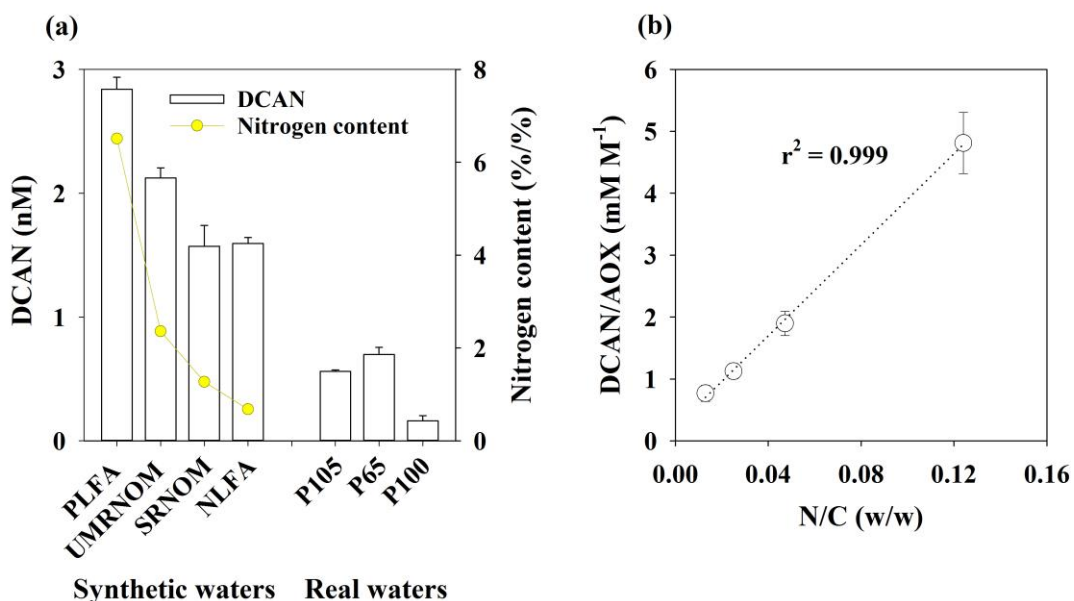 (a)
3
2
1
0
DCAN (nM)
DCAN
Nitrogen content
8
6
4
2
0
Nitrogen content (%/%)
PLFA
UMRNOM
SRNOM
NLFA
P105
P65
P100
Synthetic waters
Real waters
(b)
6
5
4
3
2
1
0
DCAN/AOX (mM M⁻¹)
r² = 0.999
0.00
0.04
0.08
0.12
0.16
N/C (w/w)